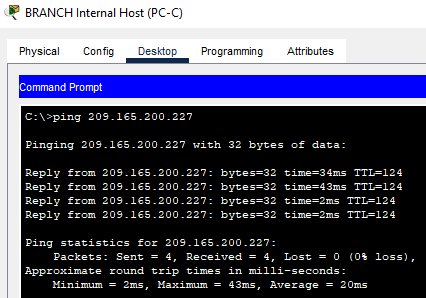 BRANCH Internal Host (PC-C)
Physical Config Desktop Programming Attributes
Command Prompt
C:\>ping 209.165.200.227
Pinging 209.165.200.227 with 32 bytes of data:
Reply from 209.165.200.227: bytes=32 time=34ms TTL=124
Reply from 209.165.200.227: bytes=32 time=43ms TTL=124
Reply from 209.165.200.227: bytes=32 time=2ms TTL=124
Reply from 209.165.200.227: bytes=32 time=2ms TTL=124
Ping statistics for 209.165.200.227:
Packets: Sent = 4, Received = 4, Lost = 0 (0% loss),
Approximate round trip times in milli-seconds:
Minimum = 2ms, Maximum = 43ms, Average = 20ms